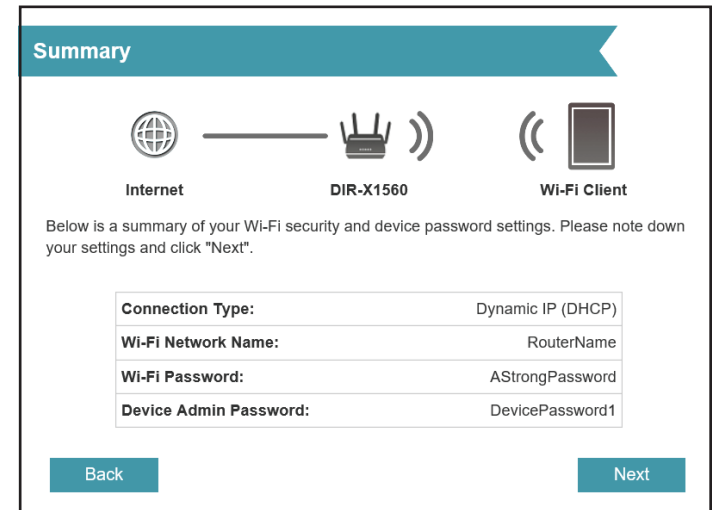 Summary
Internet DIR-X1560 Wi-Fi Client
Below is a summary of your Wi-Fi security and device password settings. Please note down
your settings and click "Next".
Connection Type: Dynamic IP (DHCP)
Wi-Fi Network Name: RouterName
Wi-Fi Password: AStrongPassword
Device Admin Password: DevicePassword1
Back Next